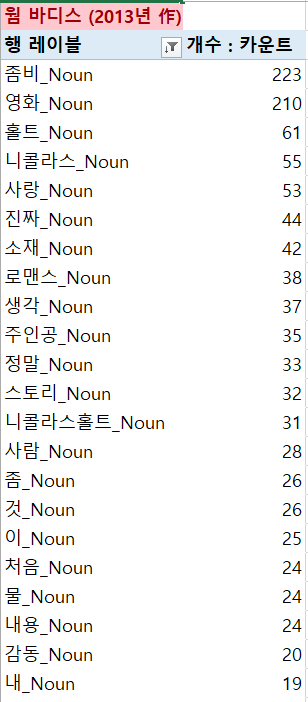 웜 바디스 (2013년 作)
행 레이블 개수 : 카운트
좀비_Noun 223
영화_Noun 210
홀트_Noun 61
니콜라스_Noun 55
사랑_Noun 53
진짜_Noun 44
소재_Noun 42
로맨스_Noun 38
생각_Noun 37
주인공_Noun 35
정말_Noun 33
스토리_Noun 32
니콜라스홀트_Noun 31
사람_Noun 28
좀_Noun 26
것_Noun 26
이_Noun 25
처음_Noun 24
물_Noun 24
내용_Noun 24
감동_Noun 20
내_Noun 19